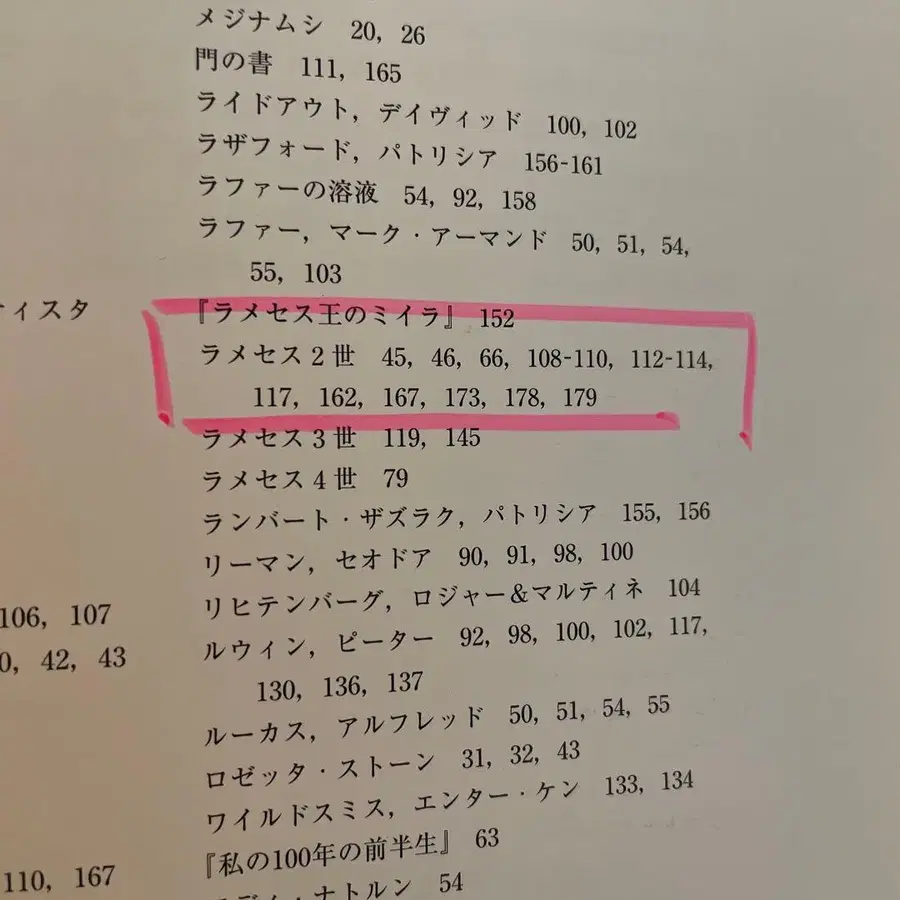 ティスタ
106, 107
0, 42, 43
110, 167
メジナムシ 20, 26
門の書 111, 165
ライドアウト, デイヴィッド 100, 102
ラザフォード, パトリシア 156-161
ラファーの溶液 54, 92, 158
ラファー, マーク・アーマンド 50, 51, 54,
55, 103
『ラメセス王のミイラ』 152
ラメセス2世 45, 46, 66, 108-110, 112-114,
117, 162, 167, 173, 178, 179
ラメセス3世 119, 145
ラメセス4世 79
ランバート・ザズラク, パトリシア 155, 156
リーマン, セオドア 90, 91, 98, 100
リヒテンバーグ, ロジャー&マルティネ 104
ルウィン, ピーター 92, 98, 100, 102, 117,
130, 136, 137
ルーカス, アルフレッド 50, 51, 54, 55
ロゼッタ・ストーン 31, 32, 43
ワイルドスミス, エンター・ケン 133, 134
『私の100年の前半生』 63
ナトルン 54